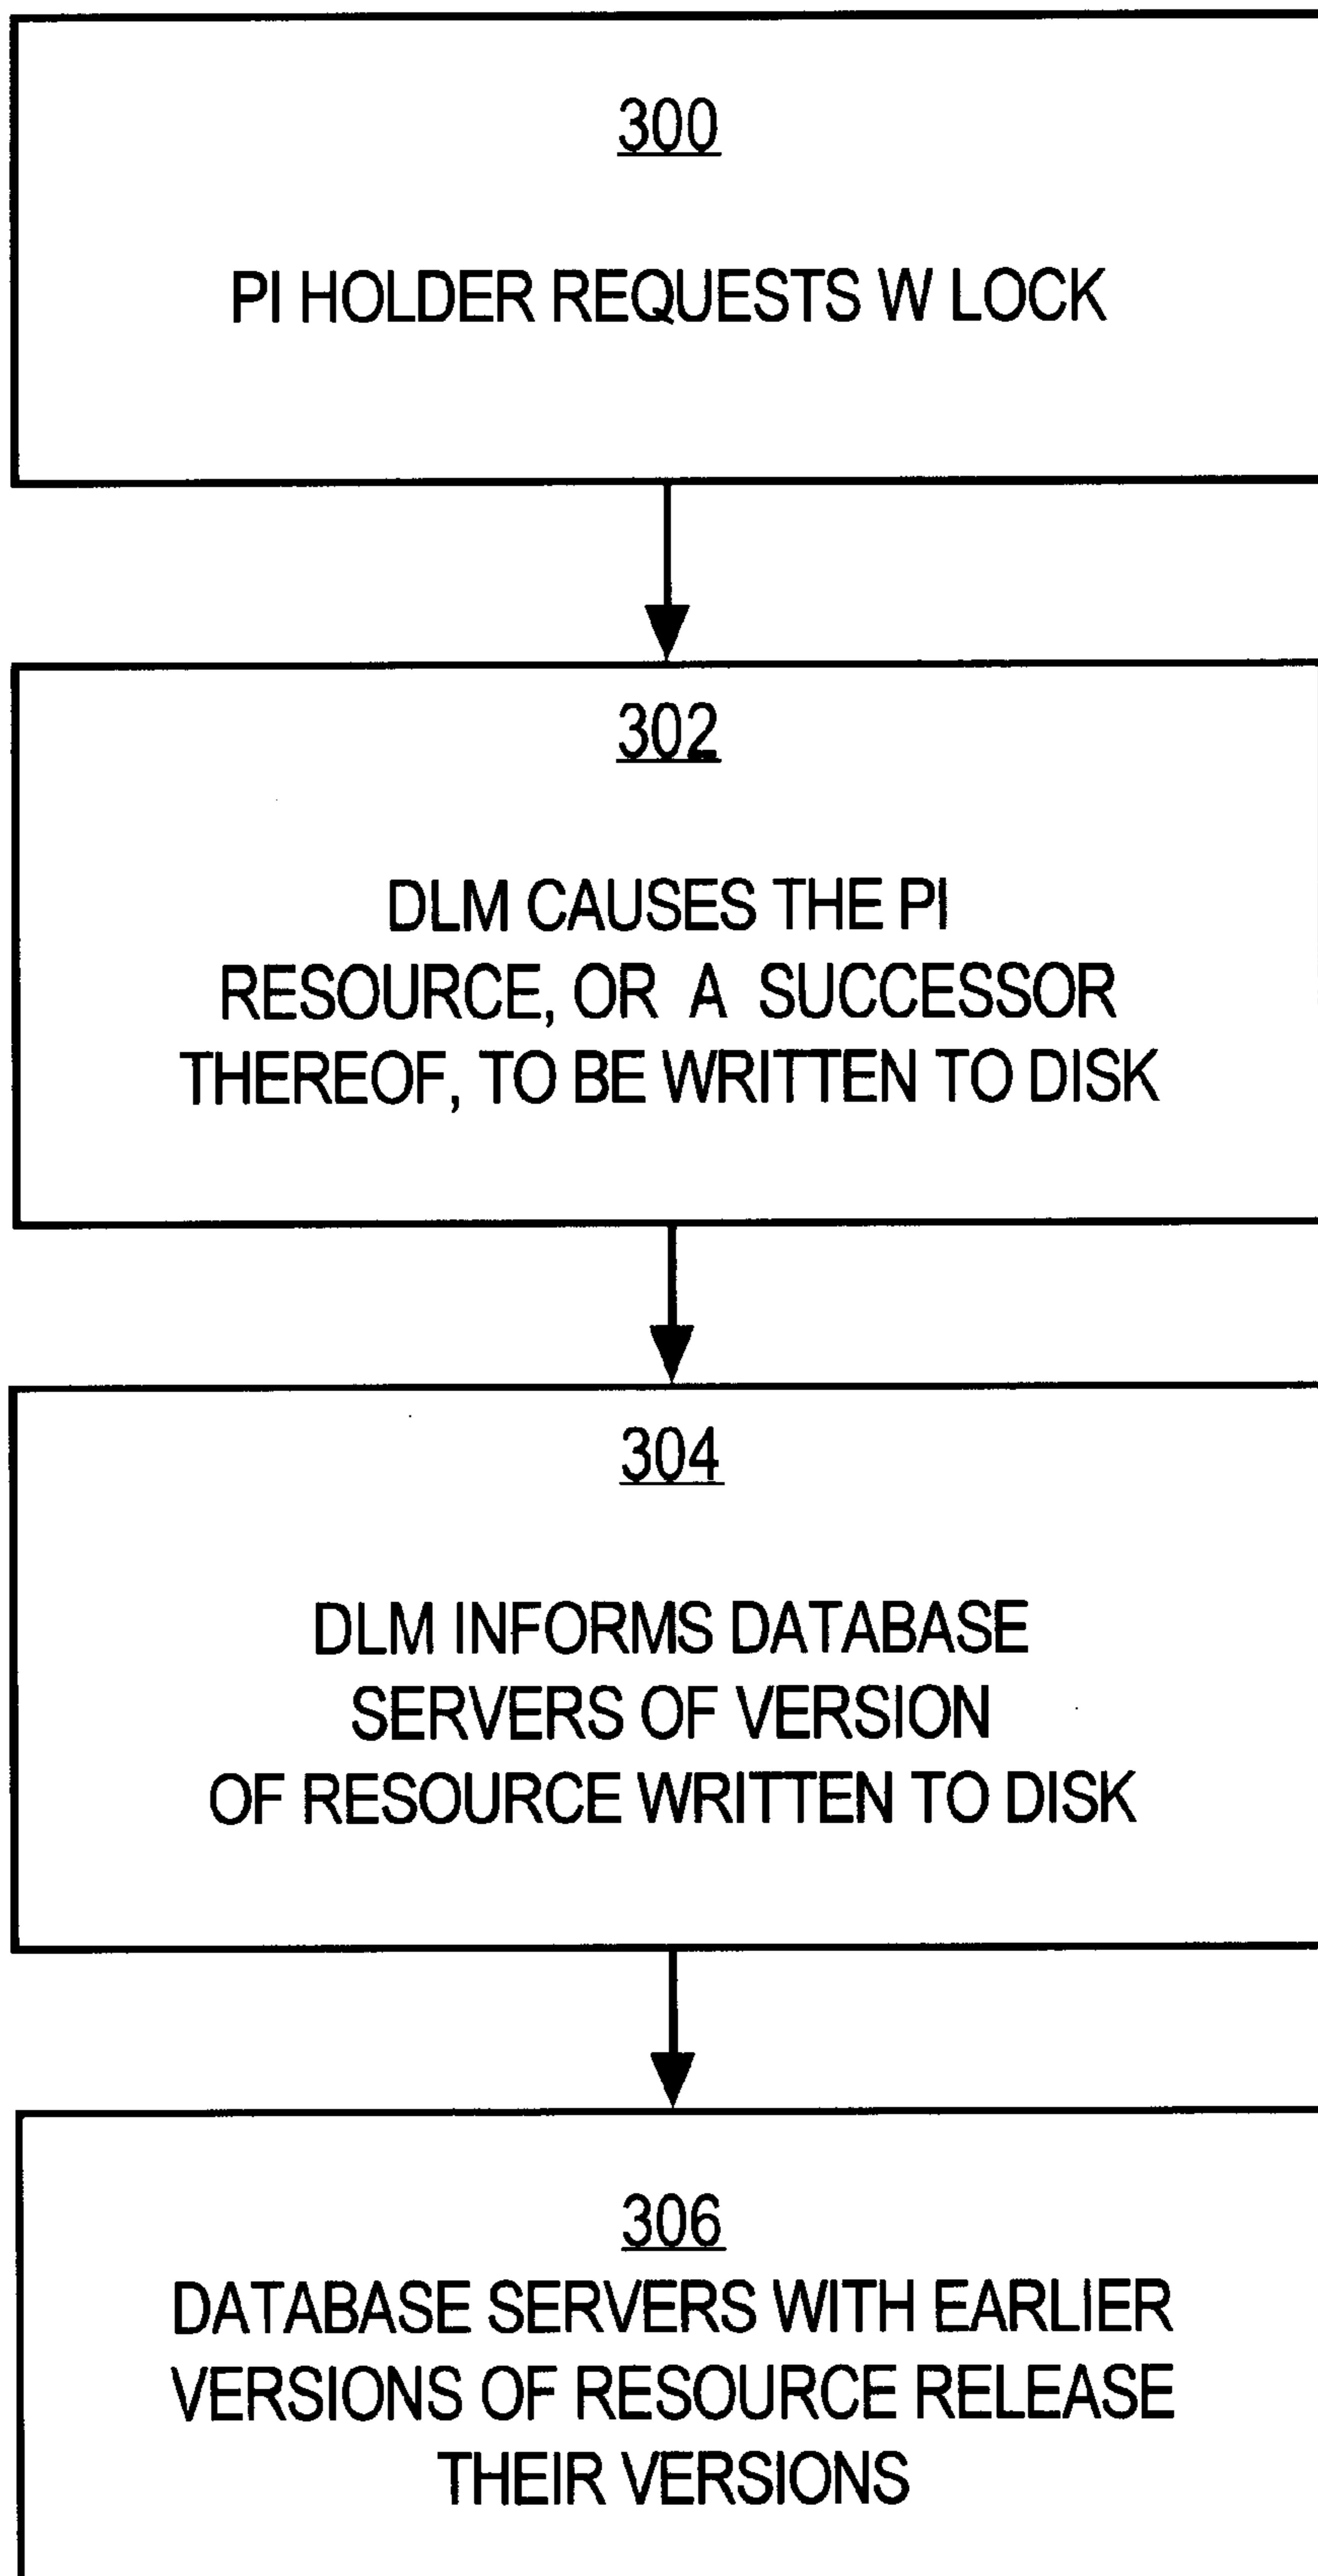 300
PI HOLDER REQUESTS W LOCK
302
DLM CAUSES THE PI
RESOURCE, OR A SUCCESSOR
THEREOF, TO BE WRITTEN TO DISK
304
DLM INFORMS DATABASE
SERVERS OF VERSION
OF RESOURCE WRITTEN TO DISK
306
DATABASE SERVERS WITH EARLIER
VERSIONS OF RESOURCE RELEASE
THEIR VERSIONS